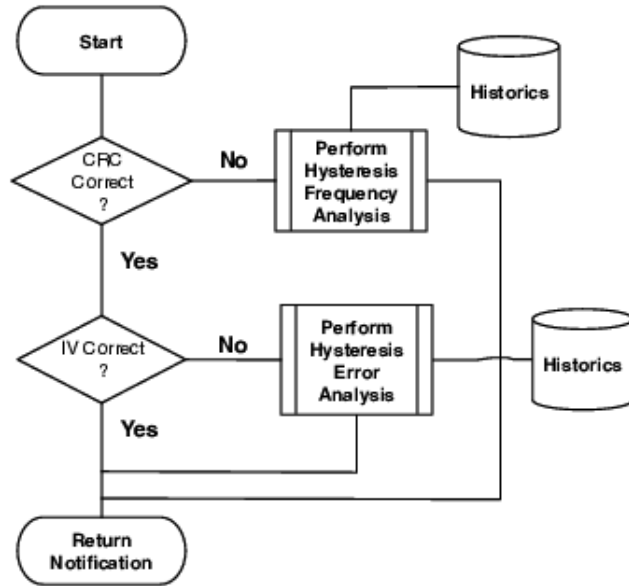 Start
Historics
CRC
Correct
?
No
Perform
Hysteresis
Frequency
Analysis
Yes
IV Correct
?
No
Perform
Hysteresis
Error
Analysis
Historics
Yes
Return
Notification